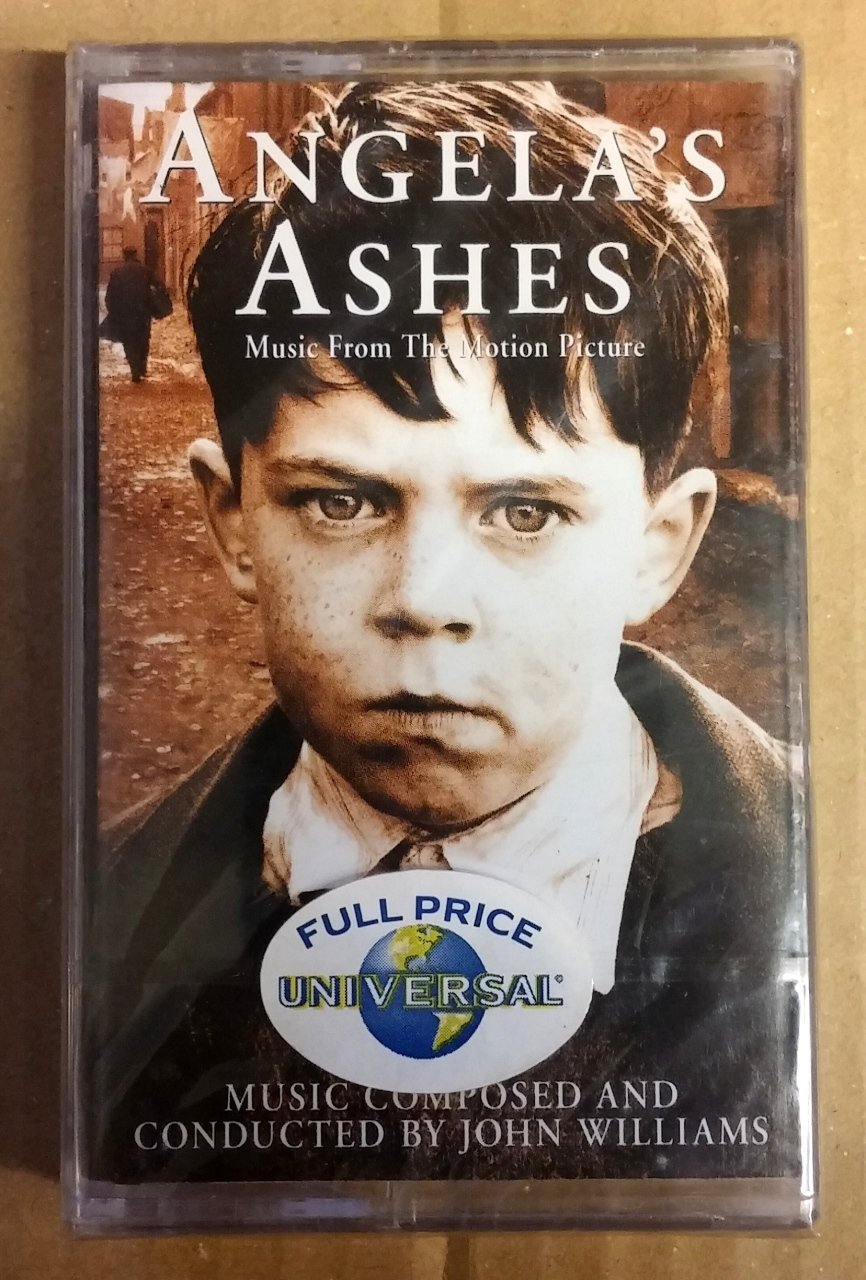 ANGELA'S
ASHES
Music From The Motion Picture
FULL PRICE
UNIVERSAL®
MUSIC COMPOSED AND
CONDUCTED BY JOHN WILLIAMS